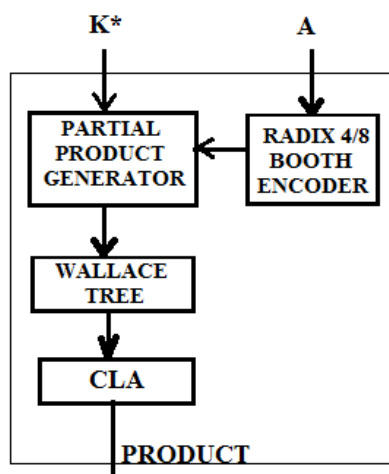 K*
A
PARTIAL
PRODUCT
GENERATOR
RADIX 4/8
BOOTH
ENCODER
WALLACE
TREE
CLA
PRODUCT